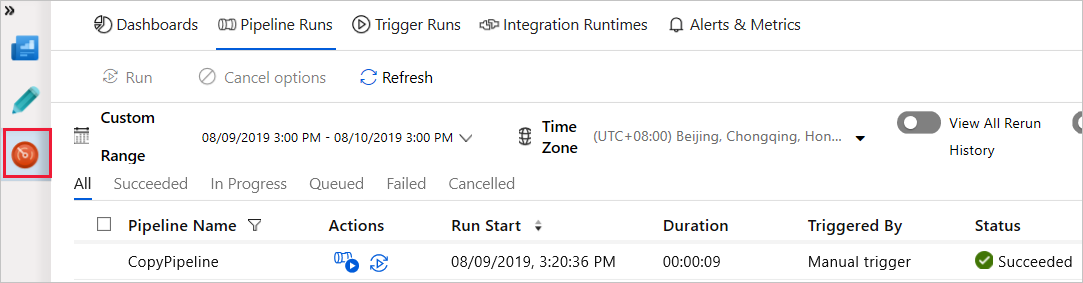 Dashboards Pipeline Runs Trigger Runs Integration Runtimes Alerts & Metrics
Run Cancel options Refresh
Custom Range 08/09/2019 3:00 PM - 08/10/2019 3:00 PM Time Zone (UTC+08:00) Beijing, Chongqing, Hon... View All Rerun History
All Succeeded In Progress Queued Failed Cancelled
Pipeline Name Actions Run Start Duration Triggered By Status
CopyPipeline 08/09/2019, 3:20:36 PM 00:00:09 Manual trigger Succeeded